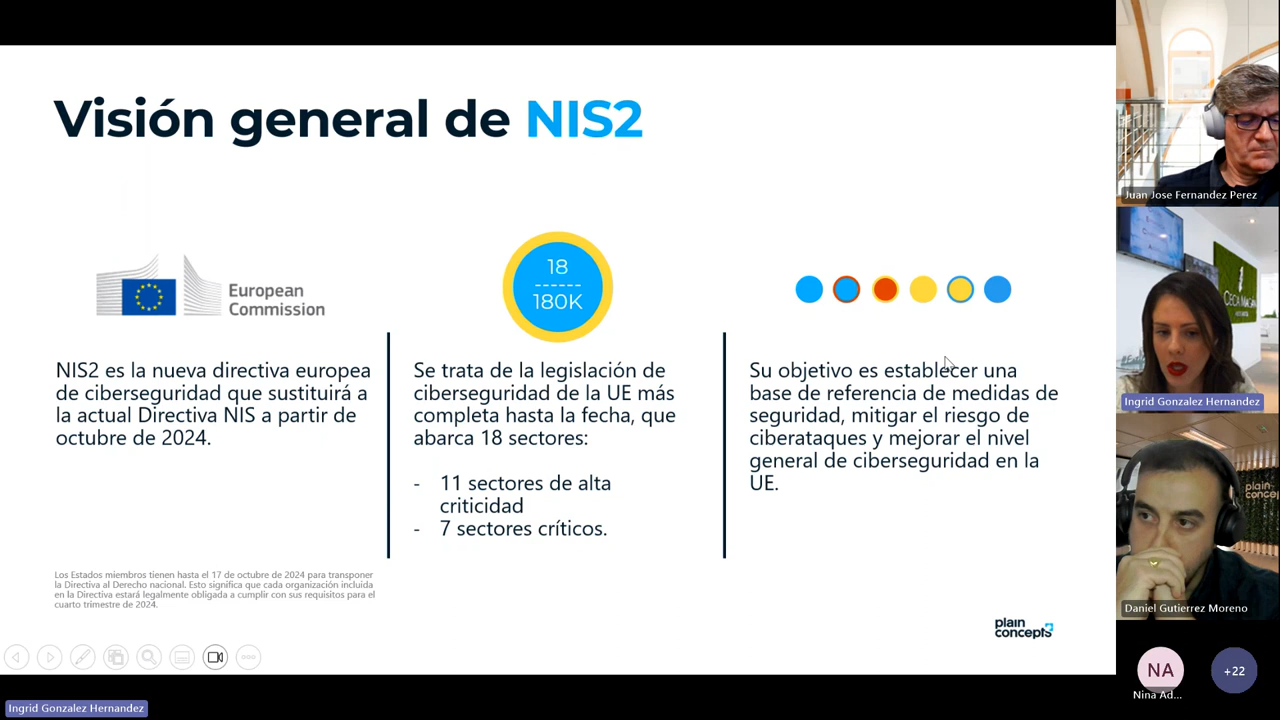 Visión general de NIS2
European
Commission
NIS2 es la nueva directiva europea
de ciberseguridad que sustituirá a
la actual Directiva NIS a partir de
octubre de 2024.
Los Estados miembros tienen hasta el 17 de octubre de 2024 para transponer
la Directiva al Derecho nacional. Esto significa que cada organización incluida
en la Directiva estará legalmente obligada a cumplir con sus requisitos para el
cuarto trimestre de 2024.
18
------
180K
Se trata de la legislación de
ciberseguridad de la UE más
completa hasta la fecha, que
abarca 18 sectores:
- 11 sectores de alta
criticidad
- 7 sectores críticos.
Su objetivo es establecer una
base de referencia de medidas de
seguridad, mitigar el riesgo de
ciberataques y mejorar el nivel
general de ciberseguridad en la
UE.
plain
concepts
Ingrid Gonzalez Hernandez
Juan Jose Fernandez Perez
Ingrid Gonzalez Hernandez
plain
Daniel Gutierrez Moreno
NA
Nina Ad...
+22